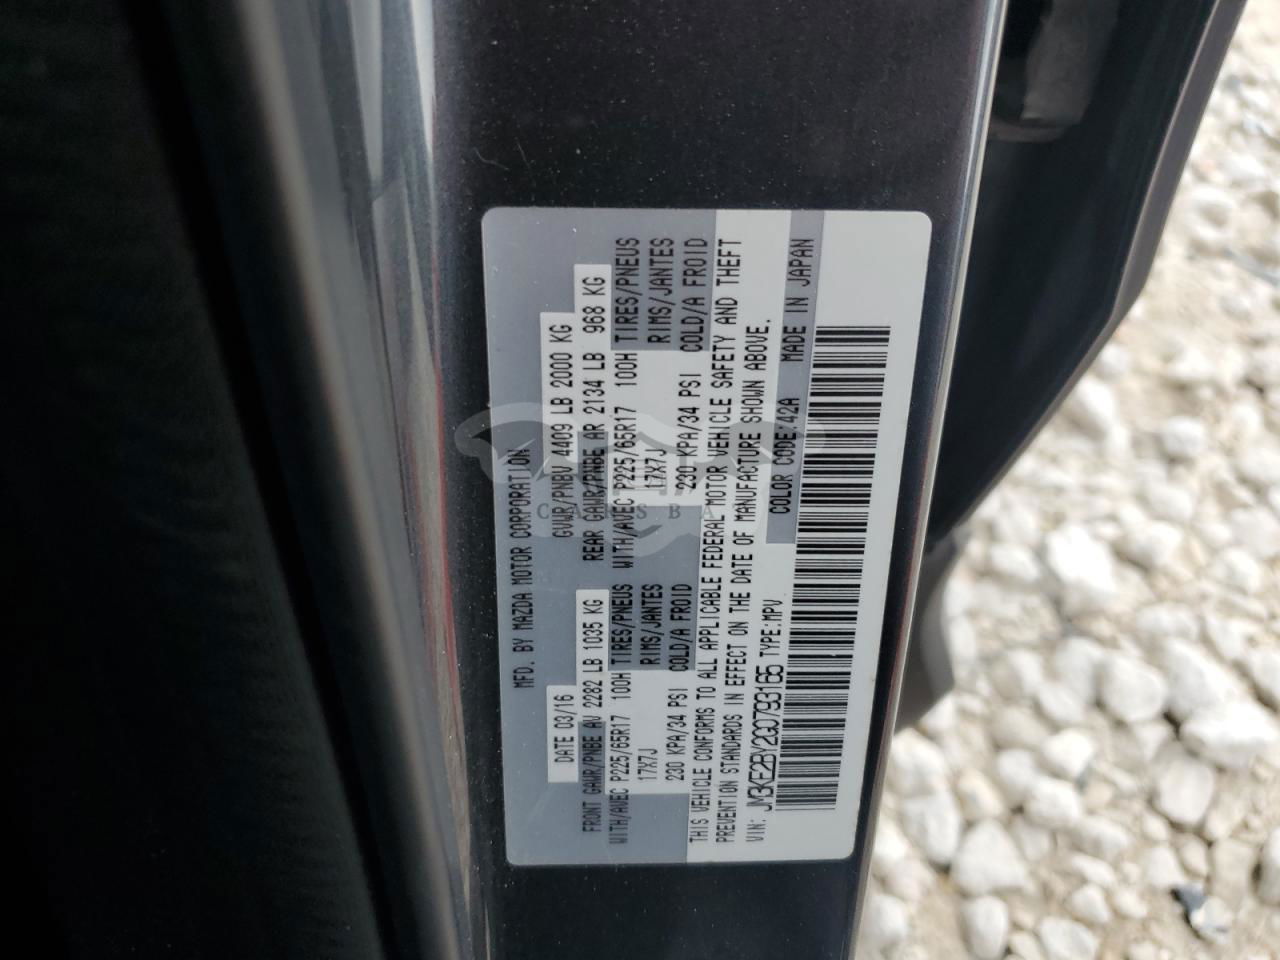 MFD. BY MAZDA MOTOR CORPORATION
DATE 03/16 GVWR/PNBV 4409 LB 2000 KG
FRONT GAWR/PNBE AV 2282 LB 1035 KG REAR GAWR/PNBE AR 2134 LB 968 KG
WITH/AVEC P225/65R17 100H TIRES/PNEUS WITH/AVEC P225/65R17 100H TIRES/PNEUS
17X7J RIMS/JANTES 17X7J RIMS/JANTES
230 KPA/34 PSI COLD/A FROID 230 KPA/34 PSI COLD/A FROID
THIS VEHICLE CONFORMS TO ALL APPLICABLE FEDERAL MOTOR VEHICLE SAFETY AND THEFT
PREVENTION STANDARDS IN EFFECT ON THE DATE OF MANUFACTURE SHOWN ABOVE.
VIN: JM3KE2BY2G0793165 TYPE:MPV COLOR CODE:42A MADE IN JAPAN